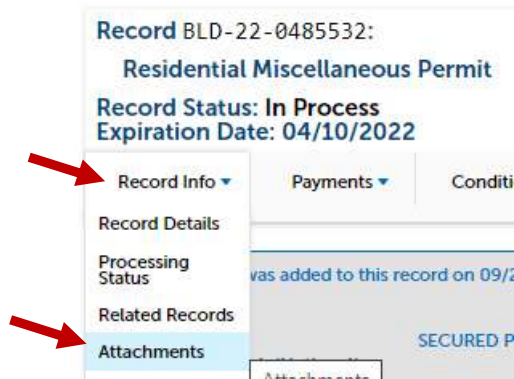 Record BLD-22-0485532:
Residential Miscellaneous Permit
Record Status: In Process
Expiration Date: 04/10/2022
Record Info ▾ Payments ▾ Conditi
Record Details
Processing
Status
was added to this record on 09/2
Related Records
SECURED P
Attachments
Attachments